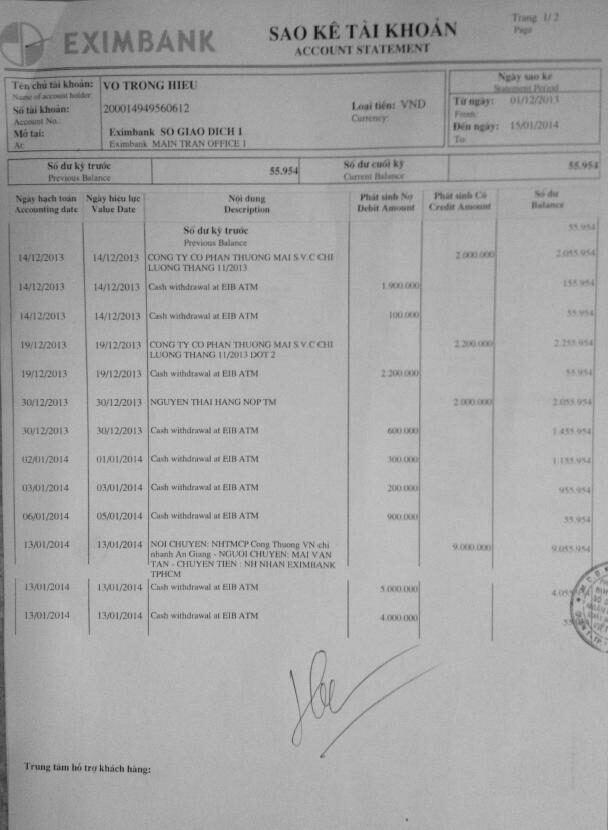 EXIMBANK
SAO KÊ TÀI KHOẢN
ACCOUNT STATEMENT
Trang 1/ 2
Page
Tên chủ tài khoản: VO TRONG HIEU
Name of account holder:
Số tài khoản: 200014949560612
Account No.:
Loại tiền: VND
Currency:
Mở tại: Eximbank SO GIAO DICH 1
At: Eximbank MAIN TRAN OFFICE 1
Ngày sao kê
Statement Period
Từ ngày: 01/12/2013
From:
Đến ngày: 15/01/2014
To:
Số dư kỳ trước 55.954 Số dư cuối kỳ 55.954
Previous Balance Current Balance
Ngày hạch toán Ngày hiệu lực Nội dung Phát sinh Nợ Phát sinh Có Số dư
Accounting date Value Date Description Debit Amount Credit Amount Balance
Số dư kỳ trước 55.954
Previous Balance
14/12/2013 14/12/2013 CONG TY CO PHAN THUONG MAI S.V.C CHI 2.000.000 2.055.954
LUONG THANG 11/2013
14/12/2013 14/12/2013 Cash withdrawal at EIB ATM 1.900.000 155.954
14/12/2013 14/12/2013 Cash withdrawal at EIB ATM 100.000 55.954
19/12/2013 19/12/2013 CONG TY CO PHAN THUONG MAI S.V.C CHI 2.200.000 2.255.954
LUONG THANG 11/2013 DOT 2
19/12/2013 19/12/2013 Cash withdrawal at EIB ATM 2.200.000 55.954
30/12/2013 30/12/2013 NGUYEN THAI HANG NOP TM 2.000.000 2.055.954
30/12/2013 30/12/2013 Cash withdrawal at EIB ATM 600.000 1.455.954
02/01/2014 01/01/2014 Cash withdrawal at EIB ATM 300.000 1.155.954
03/01/2014 03/01/2014 Cash withdrawal at EIB ATM 200.000 955.954
06/01/2014 05/01/2014 Cash withdrawal at EIB ATM 900.000 55.954
13/01/2014 13/01/2014 NOI CHUYEN: NHTMCP Cong Thuong VN chi 9.000.000 9.055.954
nhanh An Giang - NGUOI CHUYEN: MAI VAN
TAN - CHUYEN TIEN : NH NHAN EXIMBANK
TPHCM
13/01/2014 13/01/2014 Cash withdrawal at EIB ATM 5.000.000
13/01/2014 13/01/2014 Cash withdrawal at EIB ATM 4.000.000
Trung tâm hỗ trợ khách hàng: